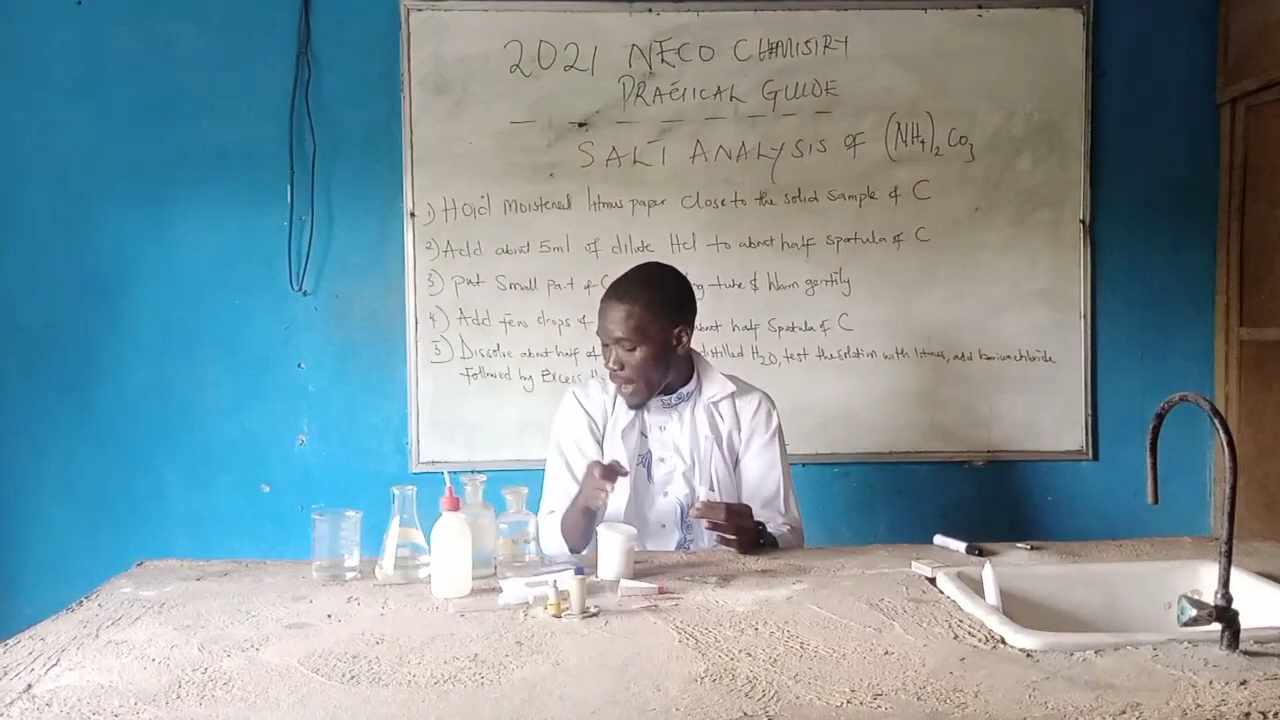 2021 NECO CHEMISTRY
PRACTICAL GUIDE
SALT ANALYSIS OF (NH4)2 CO3
1) Hold moistened litmus paper close to the solid sample of C
2) Add about 5ml of dilute Hcl to about half spatula of C
3) put small part of C tube & warm gently
4) Add few drops of about half spatula of C
5) Dissolve about half of distilled H2O, test the solution with litmus, add barium chloride
followed by Excess